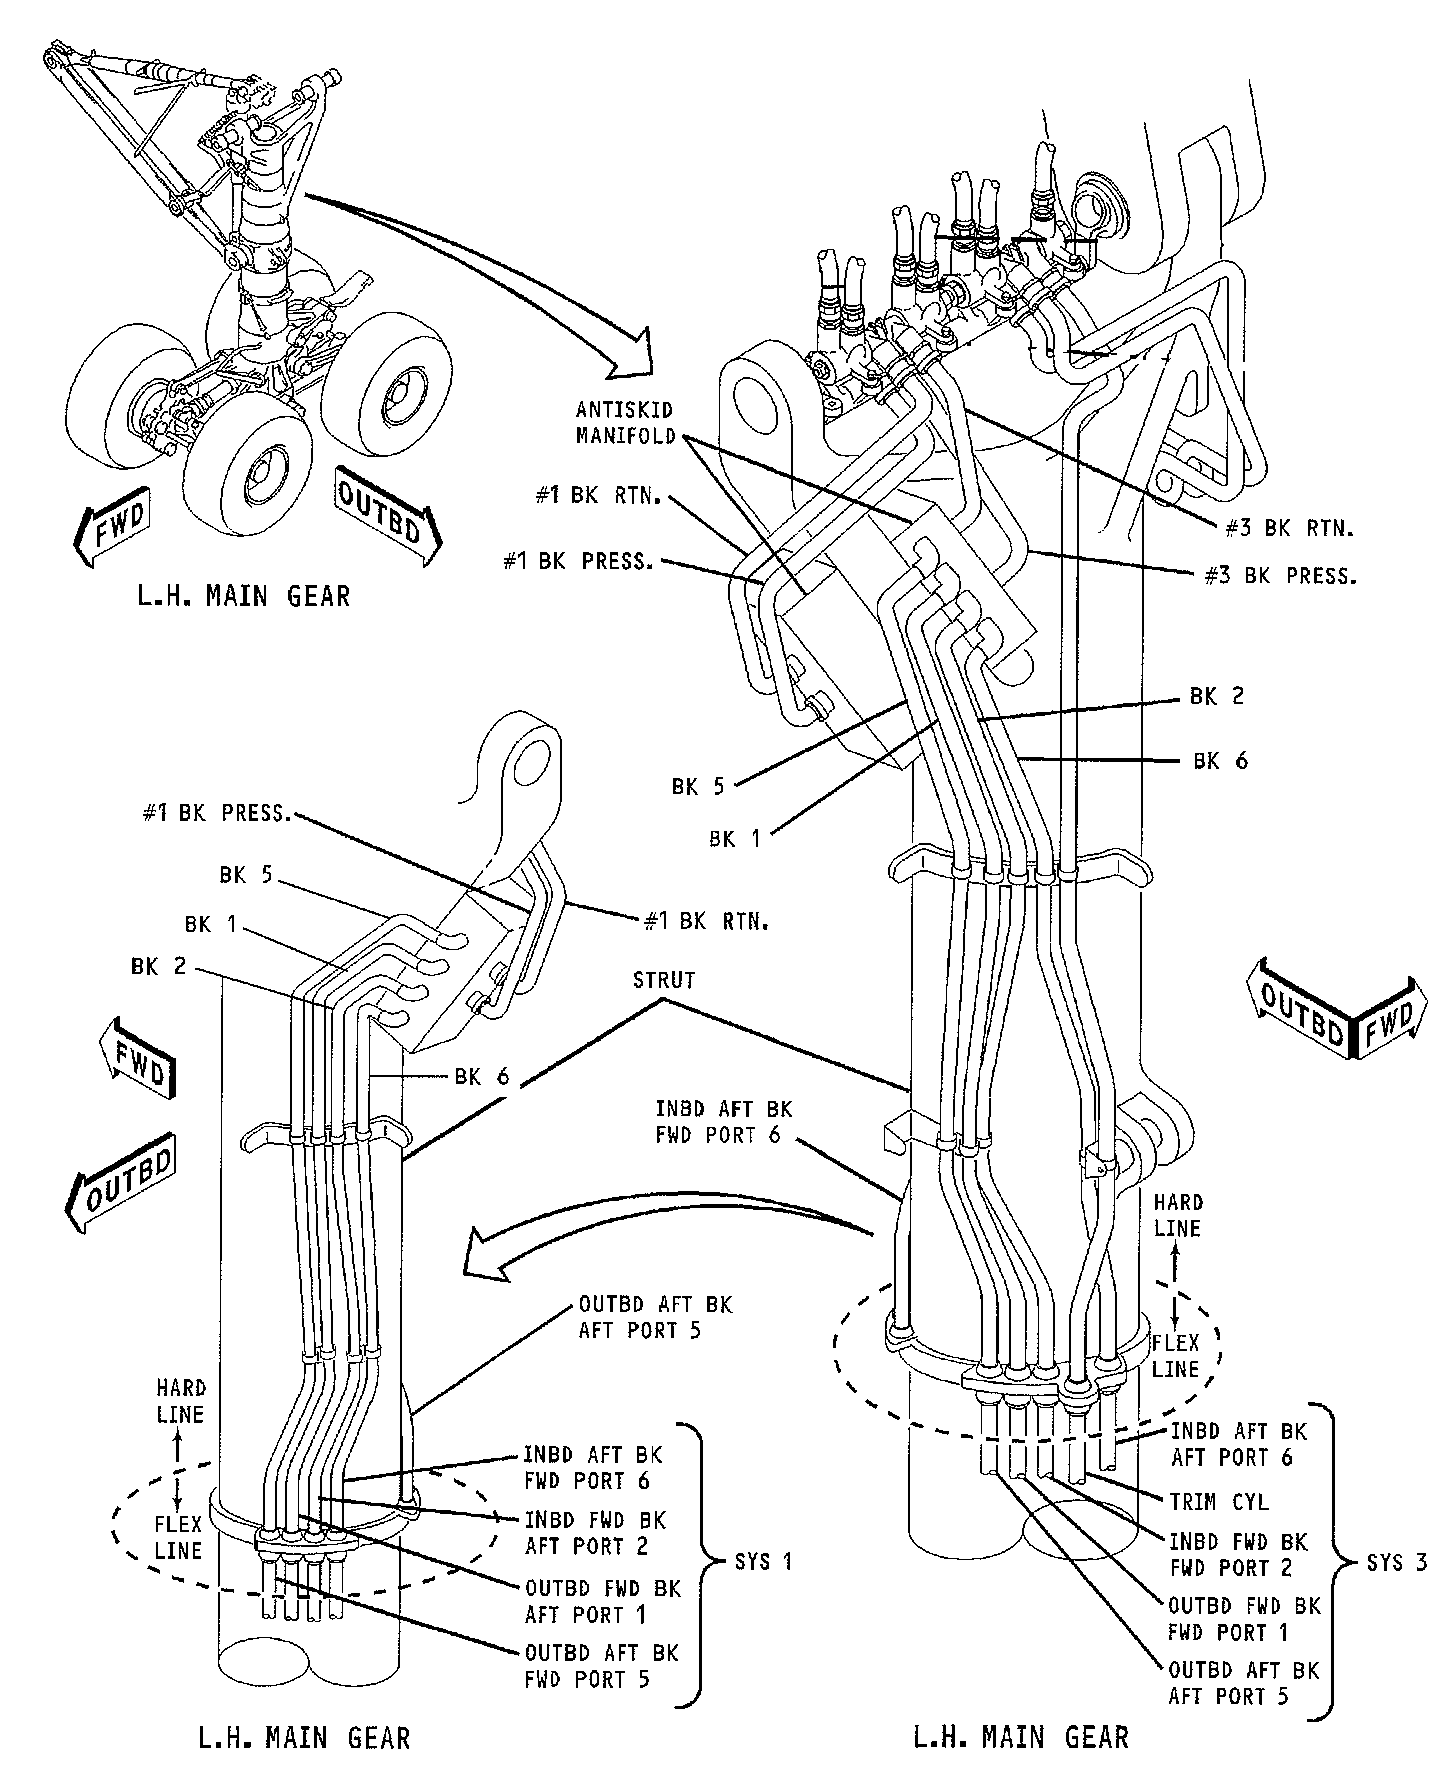 ANTISKID
MANIFOLD
#1 BK RTN.
#1 BK PRESS.
#3 BK RTN.
#3 BK PRESS.
FWD
OUTBD
L.H. MAIN GEAR
BK 2
BK 6
BK 5
BK 1
#1 BK PRESS.
BK 5
BK 1
BK 2
#1 BK RTN.
STRUT
BK 6
FWD
OUTBD
OUTBD
FWD
INBD AFT BK
FWD PORT 6
HARD
LINE
FLEX
LINE
OUTBD AFT BK
AFT PORT 5
HARD
LINE
FLEX
LINE
INBD AFT BK
FWD PORT 6
INBD FWD BK
AFT PORT 2
OUTBD FWD BK
AFT PORT 1
OUTBD AFT BK
FWD PORT 5
SYS 1
INBD AFT BK
AFT PORT 6
TRIM CYL
INBD FWD BK
FWD PORT 2
OUTBD FWD BK
FWD PORT 1
OUTBD AFT BK
AFT PORT 5
SYS 3
L.H. MAIN GEAR
L.H. MAIN GEAR